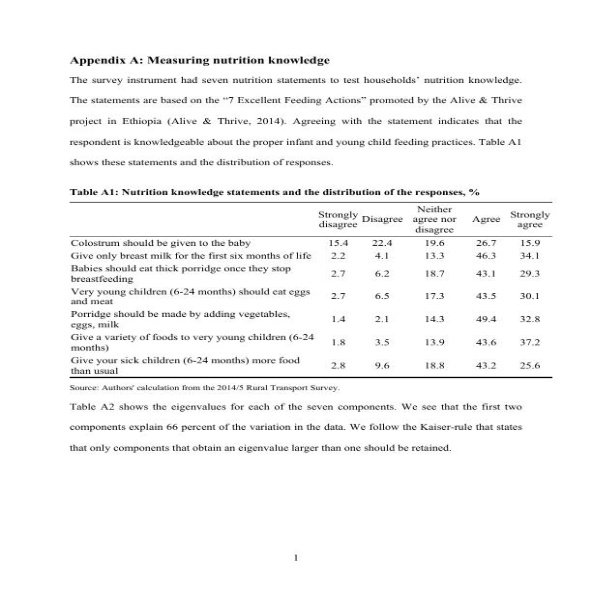 Appendix A: Measuring nutrition knowledge
The survey instrument had seven nutrition statements to test households' nutrition knowledge.
The statements are based on the "7 Excellent Feeding Actions" promoted by the Alive & Thrive
project in Ethiopia (Alive & Thrive, 2014). Agreeing with the statement indicates that the
respondent is knowledgeable about the proper infant and young child feeding practices. Table A1
shows these statements and the distribution of responses.
Table A1: Nutrition knowledge statements and the distribution of the responses, %
Strongly disagree Disagree Neither agree nor disagree Agree Strongly agree
Colostrum should be given to the baby 15.4 22.4 19.6 26.7 15.9
Give only breast milk for the first six months of life 2.2 4.1 13.3 46.3 34.1
Babies should eat thick porridge once they stop
breastfeeding 2.7 6.2 18.7 43.1 29.3
Very young children (6-24 months) should eat eggs
and meat 2.7 6.5 17.3 43.5 30.1
Porridge should be made by adding vegetables,
eggs, milk 1.4 2.1 14.3 49.4 32.8
Give a variety of foods to very young children (6-24
months) 1.8 3.5 13.9 43.6 37.2
Give your sick children (6-24 months) more food
than usual 2.8 9.6 18.8 43.2 25.6
Source: Authors' calculation from the 2014/5 Rural Transport Survey.
Table A2 shows the eigenvalues for each of the seven components. We see that the first two
components explain 66 percent of the variation in the data. We follow the Kaiser-rule that states
that only components that obtain an eigenvalue larger than one should be retained.
1